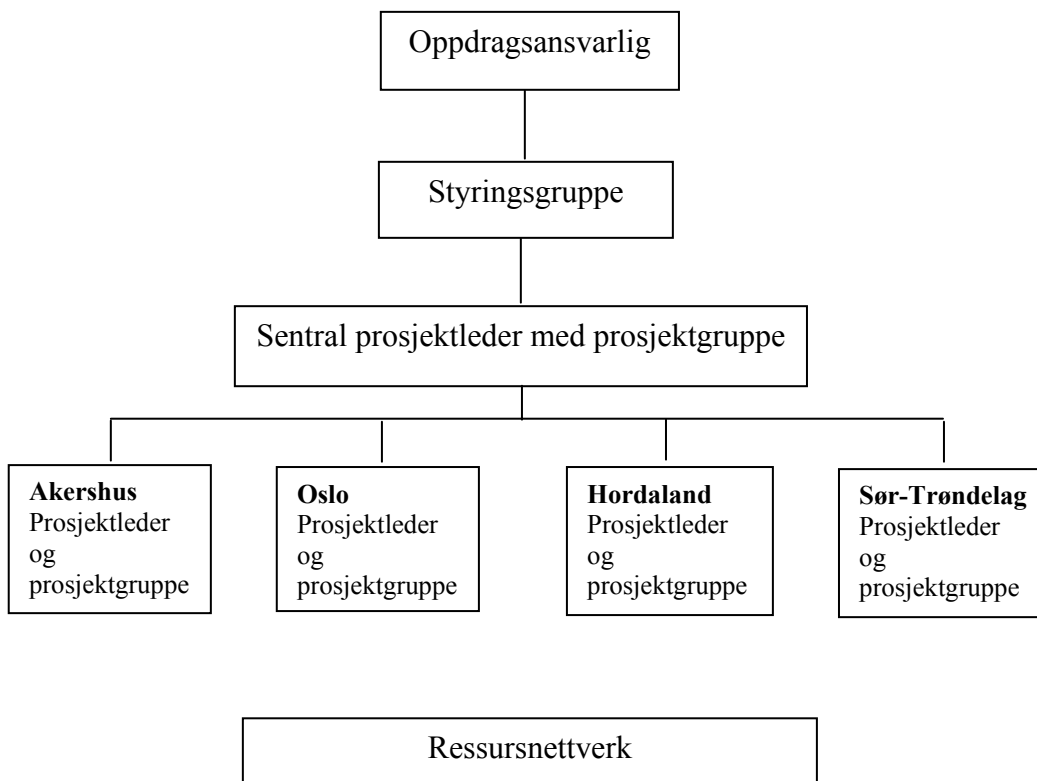 Oppdragsansvarlig
Styringsgruppe
Sentral prosjektleder med prosjektgruppe
Akershus
Prosjektleder
og
prosjektgruppe
Oslo
Prosjektleder
og
prosjektgruppe
Hordaland
Prosjektleder
og
prosjektgruppe
Sør-Trøndelag
Prosjektleder
og
prosjektgruppe
Ressursnettverk